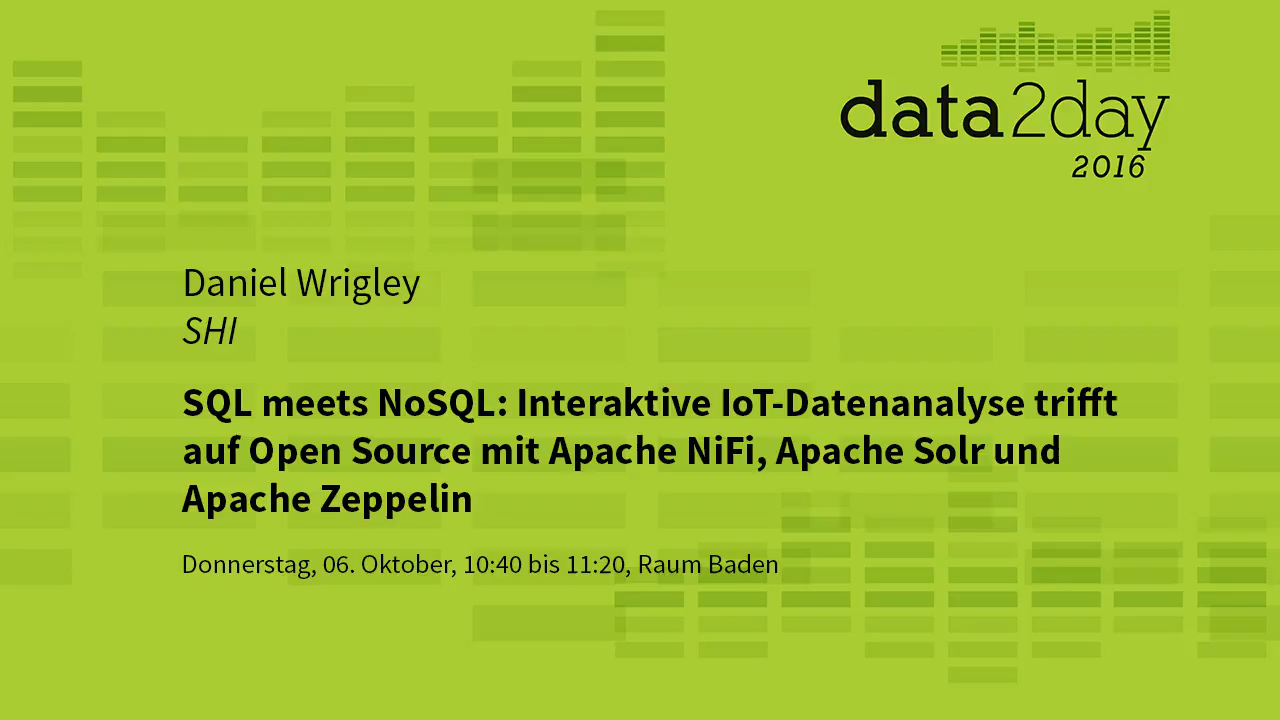 data2day
2016
Daniel Wrigley
SHI
SQL meets NoSQL: Interaktive IoT-Datenanalyse trifft
auf Open Source mit Apache NiFi, Apache Solr und
Apache Zeppelin
Donnerstag, 06. Oktober, 10:40 bis 11:20, Raum Baden